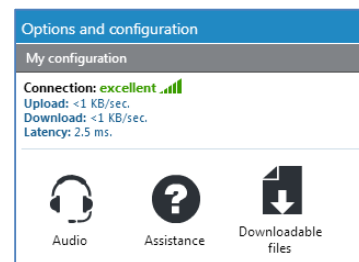 Options and configuration
My configuration
Connection: excellent
Upload: <1 KB/sec.
Download: <1 KB/sec.
Latency: 2.5 ms.
Audio Assistance Downloadable
files